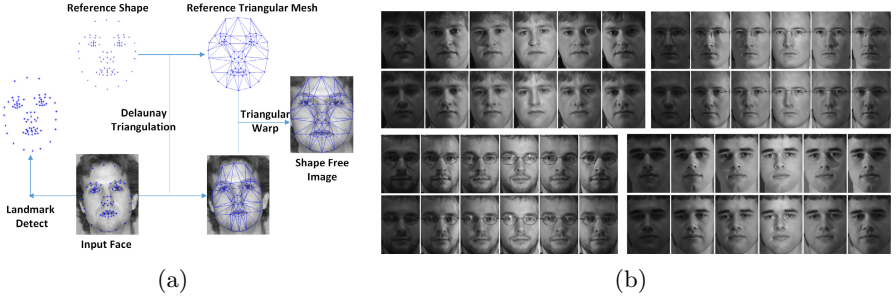 Reference Shape
Reference Triangular Mesh
Delaunay
Triangulation
Triangular
Warp
Shape Free
Image
Landmark
Detect
Input Face
(a)
(b)